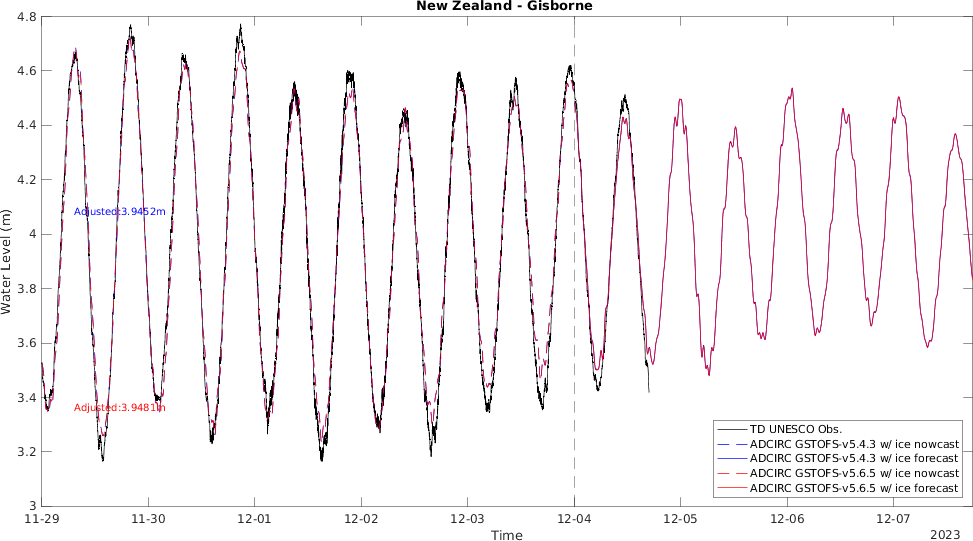 New Zealand - Gisborne
4.8
4.6
4.4
4.2
4
3.8
3.6
3.4
3.2
3
Water Level (m)
Adjusted:3.9452m
Adjusted:3.9481m
TD UNESCO Obs.
ADCIRC GSTOFS-v5.4.3 w/ ice nowcast
ADCIRC GSTOFS-v5.4.3 w/ ice forecast
ADCIRC GSTOFS-v5.6.5 w/ ice nowcast
ADCIRC GSTOFS-v5.6.5 w/ ice forecast
11-29 11-30 12-01 12-02 12-03 12-04 12-05 12-06 12-07
Time
2023